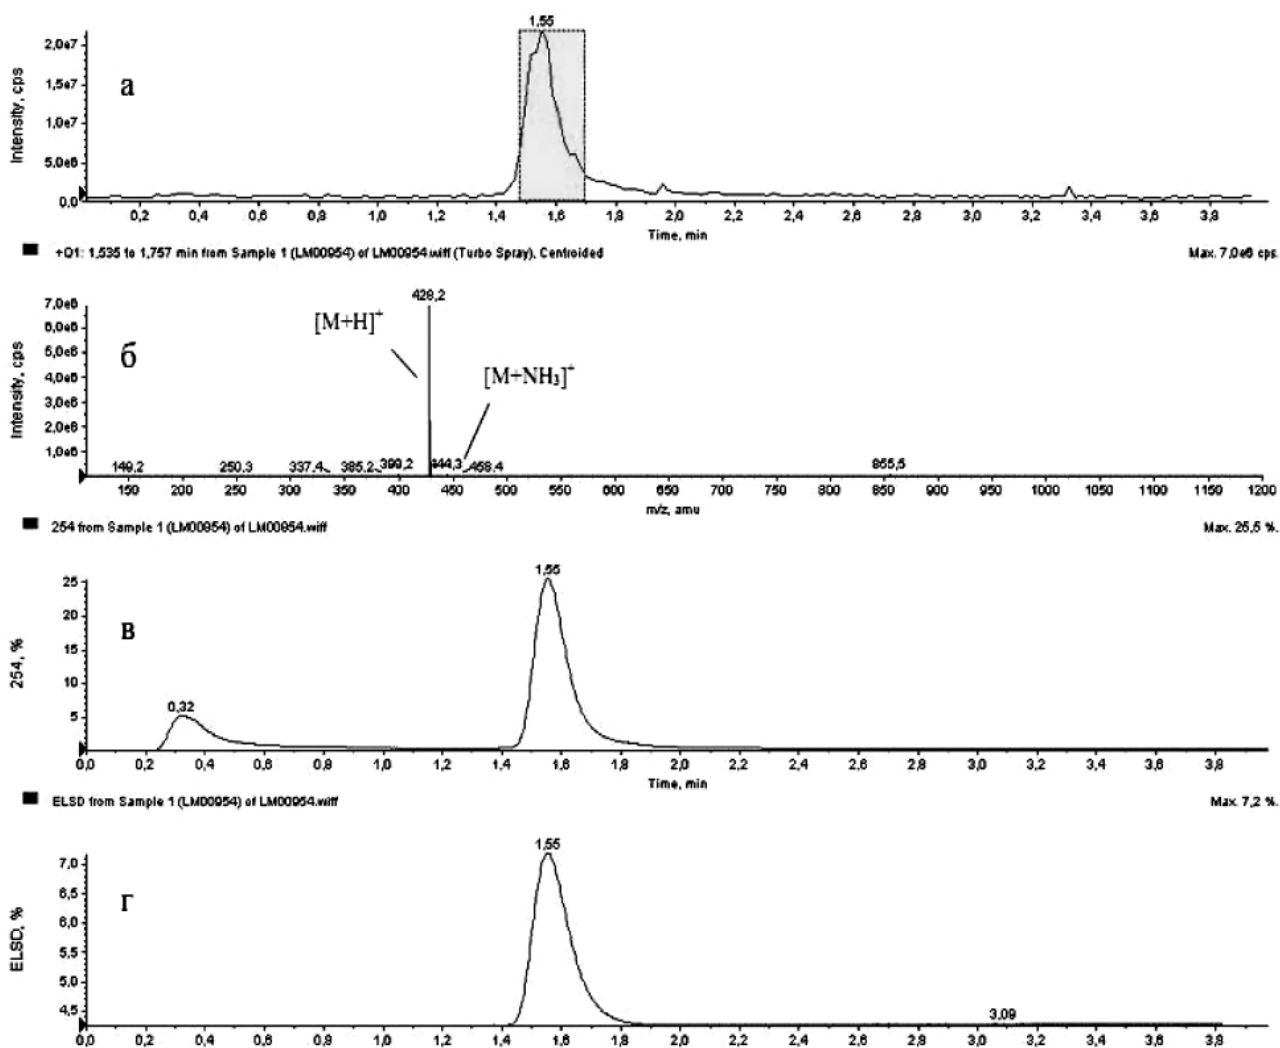 1,55
2,0e7
1,5e7
1,0e7
5,0e6
0,0
Intensity, cps
а
0,2 0,4 0,6 0,8 1,0 1,2 1,4 1,6 1,8 2,0 2,2 2,4 2,6 2,8 3,0 3,2 3,4 3,6 3,8
Time, min
+Q1: 1,535 to 1,757 min from Sample 1 (LM00954) of LM00954.wiff (Turbo Spray), Centroided Max. 7,0e6 cps.
428,2
7,0e6
6,0e6
5,0e6
4,0e6
3,0e6
2,0e6
1,0e6
Intensity, cps
б
[M+H]+
[M+NH₃]+
149,2 250,3 337,4 385,2 399,2 444,3 458,4 855,5
150 200 250 300 350 400 450 500 550 600 650 700 750 800 850 900 950 1000 1050 1100 1150 1200
m/z, amu
254 from Sample 1 (LM00954) of LM00954.wiff Max. 25,5 %.
1,55
25
20
15
10
5
254, %
в
0,32
0,0 0,2 0,4 0,6 0,8 1,0 1,2 1,4 1,6 1,8 2,0 2,2 2,4 2,6 2,8 3,0 3,2 3,4 3,6 3,8
Time, min
ELSD from Sample 1 (LM00954) of LM00954.wiff Max. 7,2 %.
1,55
7,0
6,5
6,0
5,5
5,0
4,5
ELSD, %
г
3,09
0,0 0,2 0,4 0,6 0,8 1,0 1,2 1,4 1,6 1,8 2,0 2,2 2,4 2,6 2,8 3,0 3,2 3,4 3,6 3,8